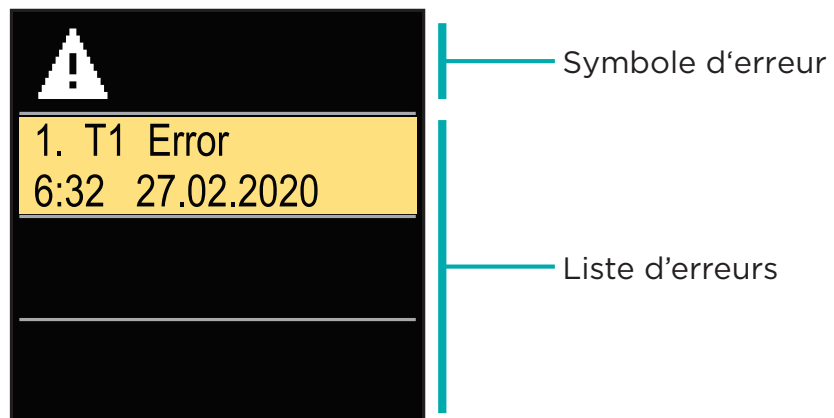 Symbole d‘erreur
1. T1 Error
6:32 27.02.2020
Liste d’erreurs